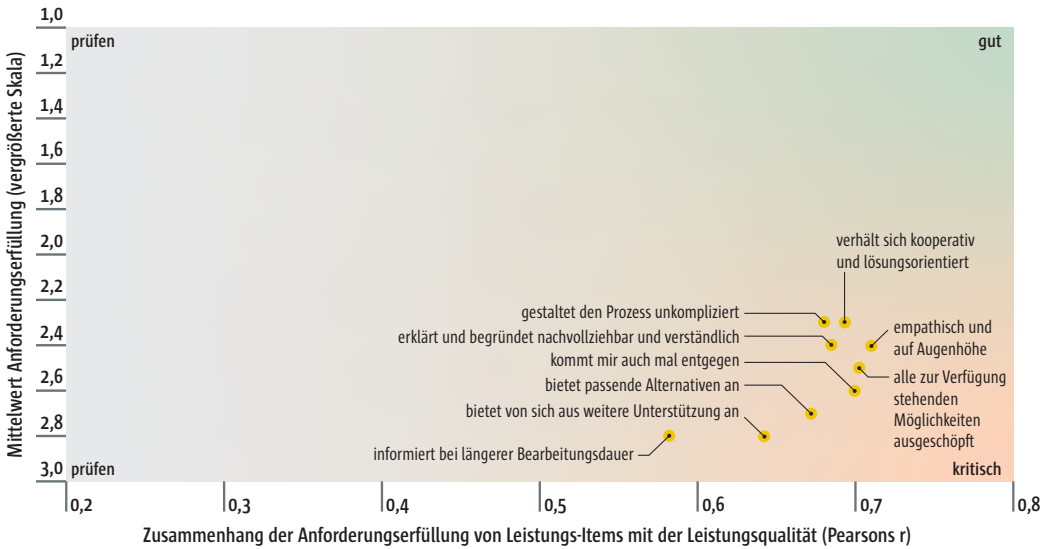 Mittelwert Anforderungserfüllung (vergrößerte Skala)
1,0
1,2
1,4
1,6
1,8
2,0
2,2
2,4
2,6
2,8
3,0
prüfen
gut
verhält sich kooperativ
und lösungsorientiert
gestaltet den Prozess unkompliziert
erklärt und begründet nachvollziehbar und verständlich
kommt mir auch mal entgegen
bietet passende Alternativen an
bietet von sich aus weitere Unterstützung an
informiert bei längerer Bearbeitungsdauer
empathisch und
auf Augenhöhe
alle zur Verfügung
stehenden
Möglichkeiten
ausgeschöpft
prüfen
kritisch
0,2
0,3
0,4
0,5
0,6
0,7
0,8
Zusammenhang der Anforderungserfüllung von Leistungs-Items mit der Leistungsqualität (Pearsons r)